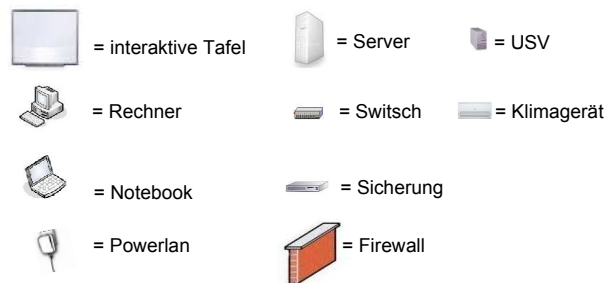 = interaktive Tafel
= Server
= USV
= Rechner
= Switsch
= Klimagerät
= Notebook
= Sicherung
= Powerlan
= Firewall